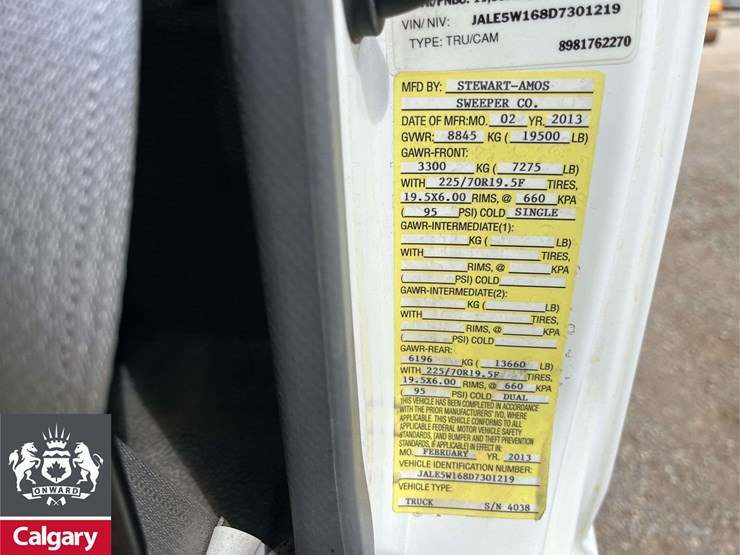 VIN/ NIV: JALE5W168D7301219
TYPE: TRU/CAM 8981762270
MFD BY: STEWART-AMOS
SWEEPER CO.
DATE OF MFR:MO. 02 YR. 2013
GVWR: 8845 KG ( 19500 LB)
GAWR-FRONT:
3300 KG ( 7275 LB)
WITH 225/70R19.5F TIRES,
19.5X6.00 RIMS, @ 660 KPA
( 95 PSI) COLD SINGLE
GAWR-INTERMEDIATE(1):
KG ( LB)
WITH TIRES,
RIMS, @ KPA
( PSI) COLD
GAWR-INTERMEDIATE(2):
KG ( LB)
WITH TIRES,
RIMS, @ KPA
( PSI) COLD
GAWR-REAR:
6196 KG ( 13660 LB)
WITH 225/70R19.5F TIRES,
19.5X6.00 RIMS, @ 660 KPA
( 95 PSI) COLD DUAL
THIS VEHICLE HAS BEEN COMPLETED IN ACCORDANCE
WITH THE PRIOR MANUFACTURERS' IVD, WHERE
APPLICABLE. THIS VEHICLE CONFORMS TO ALL
APPLICABLE FEDERAL MOTOR VEHICLE SAFETY
STANDARDS, (AND BUMPER AND THEFT PREVENTION
STANDARDS, IF APPLICABLE) IN EFFECT IN:
MO. FEBRUARY YR. 2013
VEHICLE IDENTIFICATION NUMBER:
JALE5W168D7301219
VEHICLE TYPE:
TRUCK S/N 4038
ONWARD
Calgary